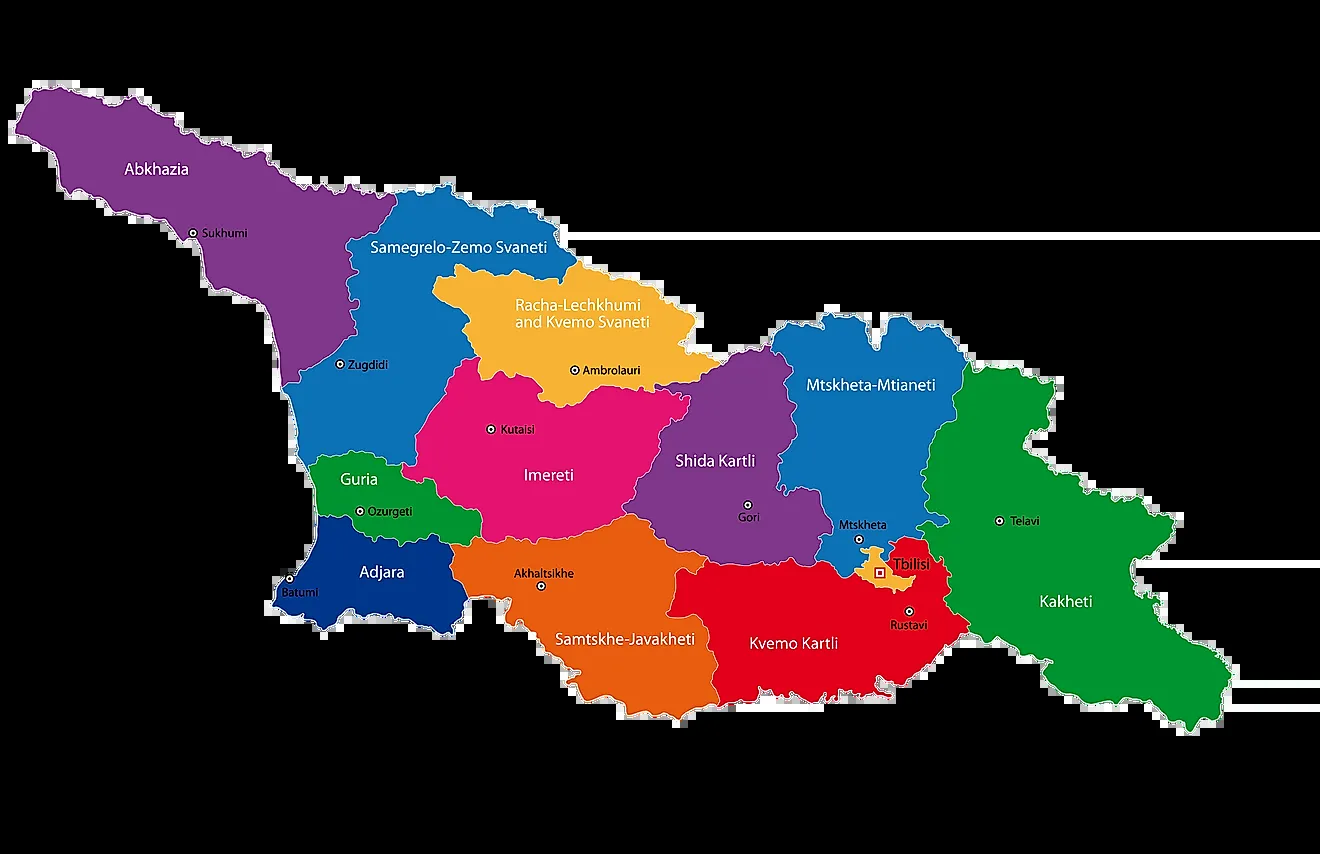 Abkhazia
Sukhumi
Samegrelo-Zemo Svaneti
Racha-Lechkhumi
and Kvemo Svaneti
Zugdidi
Ambrolauri
Mtskheta-Mtianeti
Kutaisi
Imereti
Shida Kartli
Guria
Ozurgeti
Gori
Mtskheta
Telavi
Adjara
Batumi
Akhaltsikhe
Tbilisi
Kakheti
Rustavi
Samtskhe-Javakheti
Kvemo Kartli